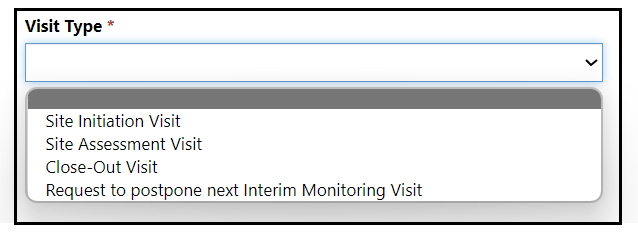 Visit Type *
Site Initiation Visit
Site Assessment Visit
Close-Out Visit
Request to postpone next Interim Monitoring Visit